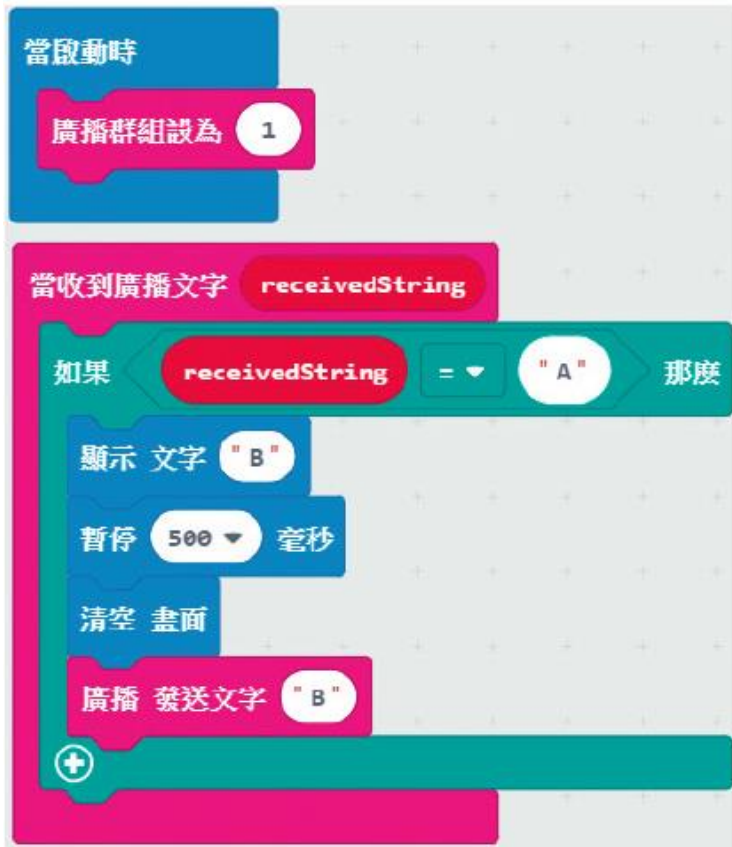 當啟動時
廣播群組設為 1
當收到廣播文字 receivedString
如果 receivedString = "A" 那麼
顯示 文字 "B"
暫停 500 毫秒
清空 畫面
廣播 發送文字 "B"